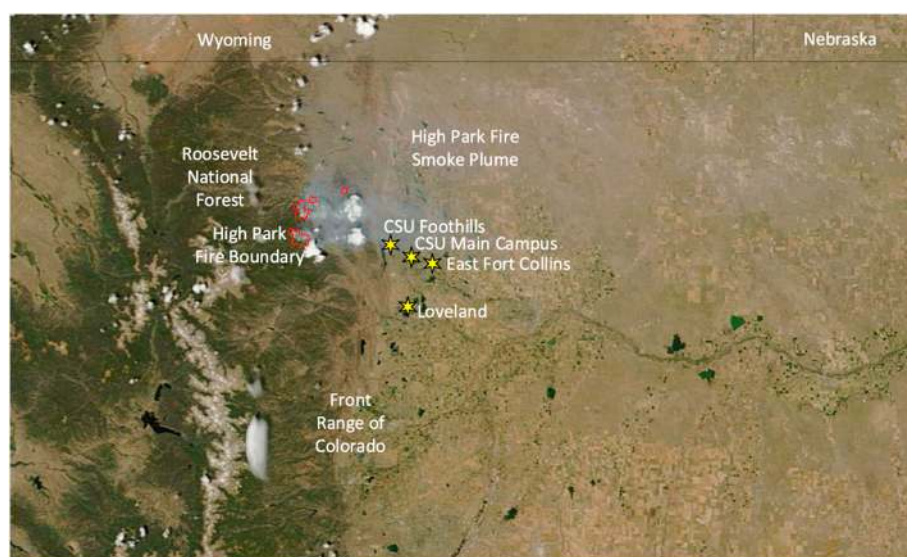 Wyoming
Nebraska
High Park Fire
Smoke Plume
Roosevelt
National
Forest
High Park
Fire Boundary
CSU Foothills
CSU Main Campus
East Fort Collins
Loveland
Front
Range of
Colorado